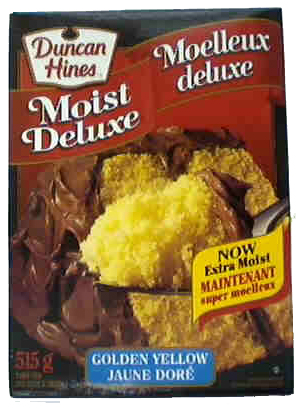 Duncan
Hines
Moist
Deluxe
Moelleux
deluxe
NOW
Extra Moist
MAINTENANT
super moelleux
515 g
GOLDEN YELLOW
JAUNE DORÉ